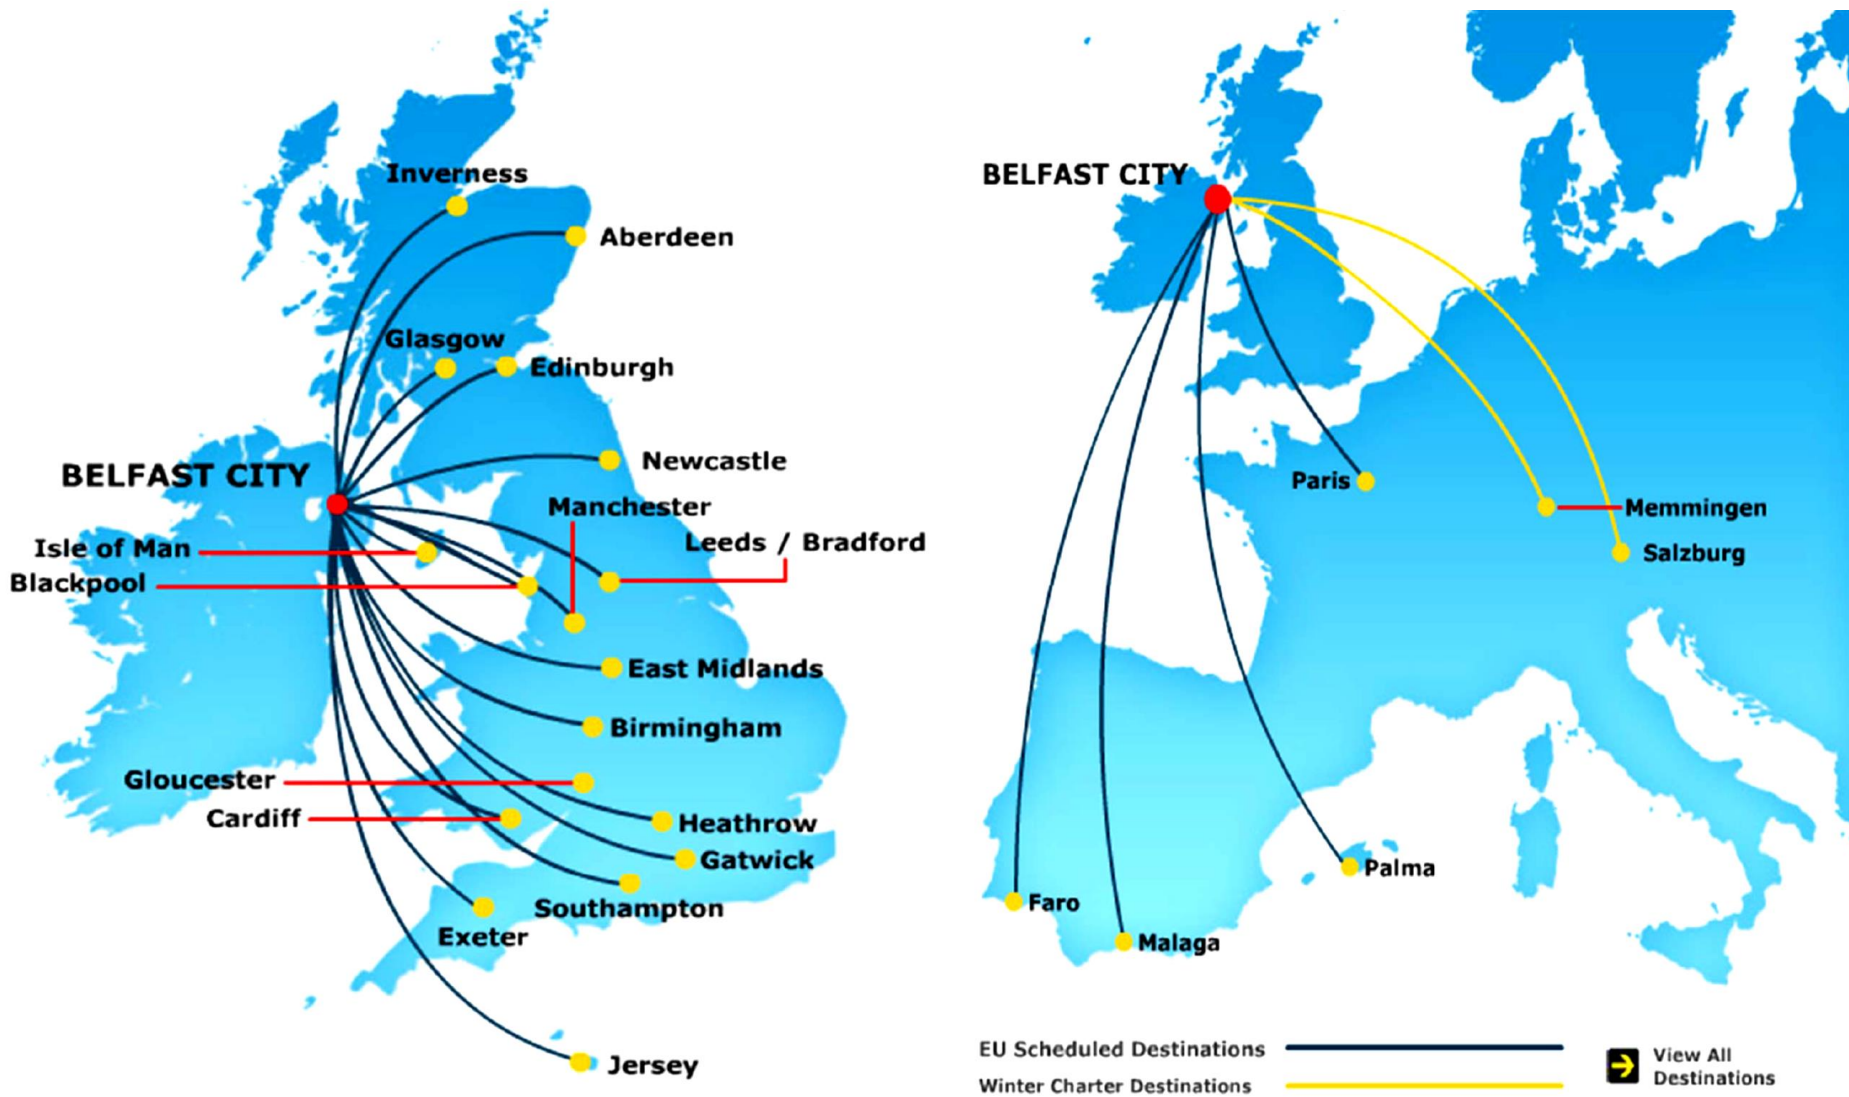 Inverness
Aberdeen
Glasgow
Edinburgh
BELFAST CITY
Newcastle
Manchester
Leeds / Bradford
Isle of Man
Blackpool
East Midlands
Birmingham
Gloucester
Cardiff
Heathrow
Gatwick
Southampton
Exeter
Jersey
BELFAST CITY
Paris
Memmingen
Salzburg
Palma
Faro
Malaga
EU Scheduled Destinations
Winter Charter Destinations
View All
Destinations